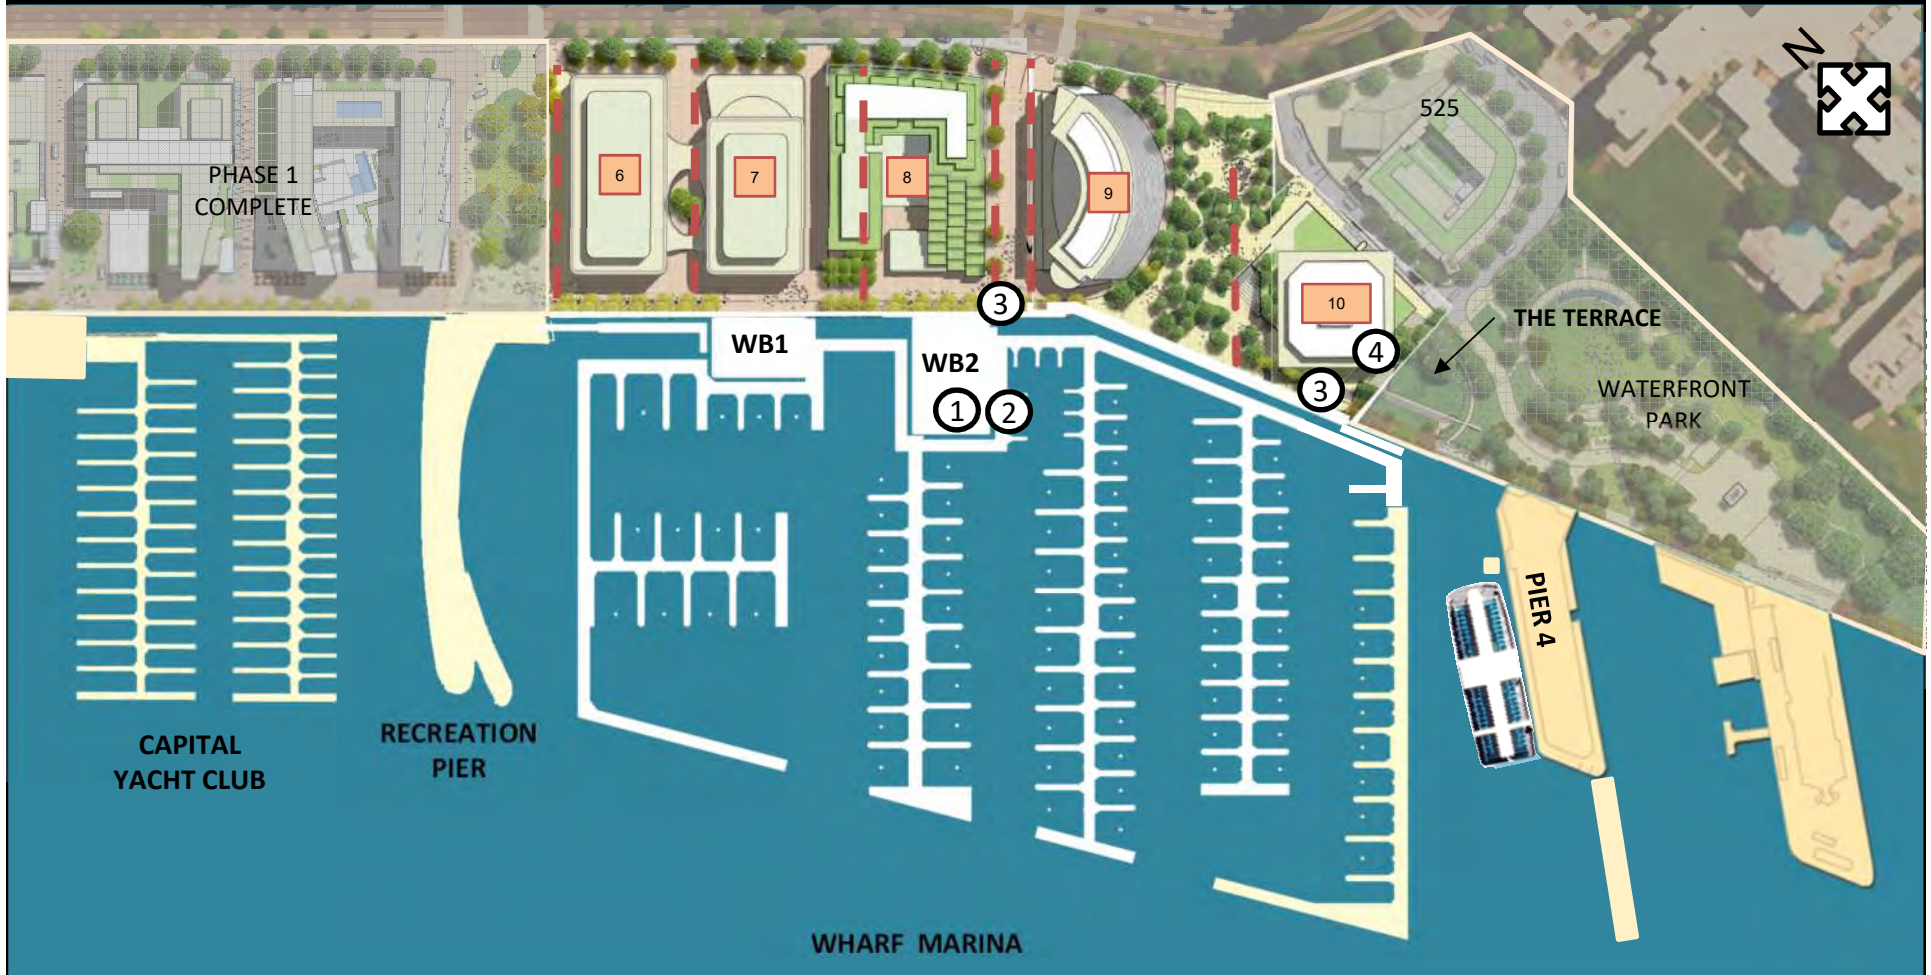 N
525
PHASE 1
COMPLETE
6
7
8
9
10
3
THE TERRACE
WB1
WB2
4
3
1
2
WATERFRONT
PARK
PIER 4
CAPITAL
YACHT CLUB
RECREATION
PIER
WHARF MARINA